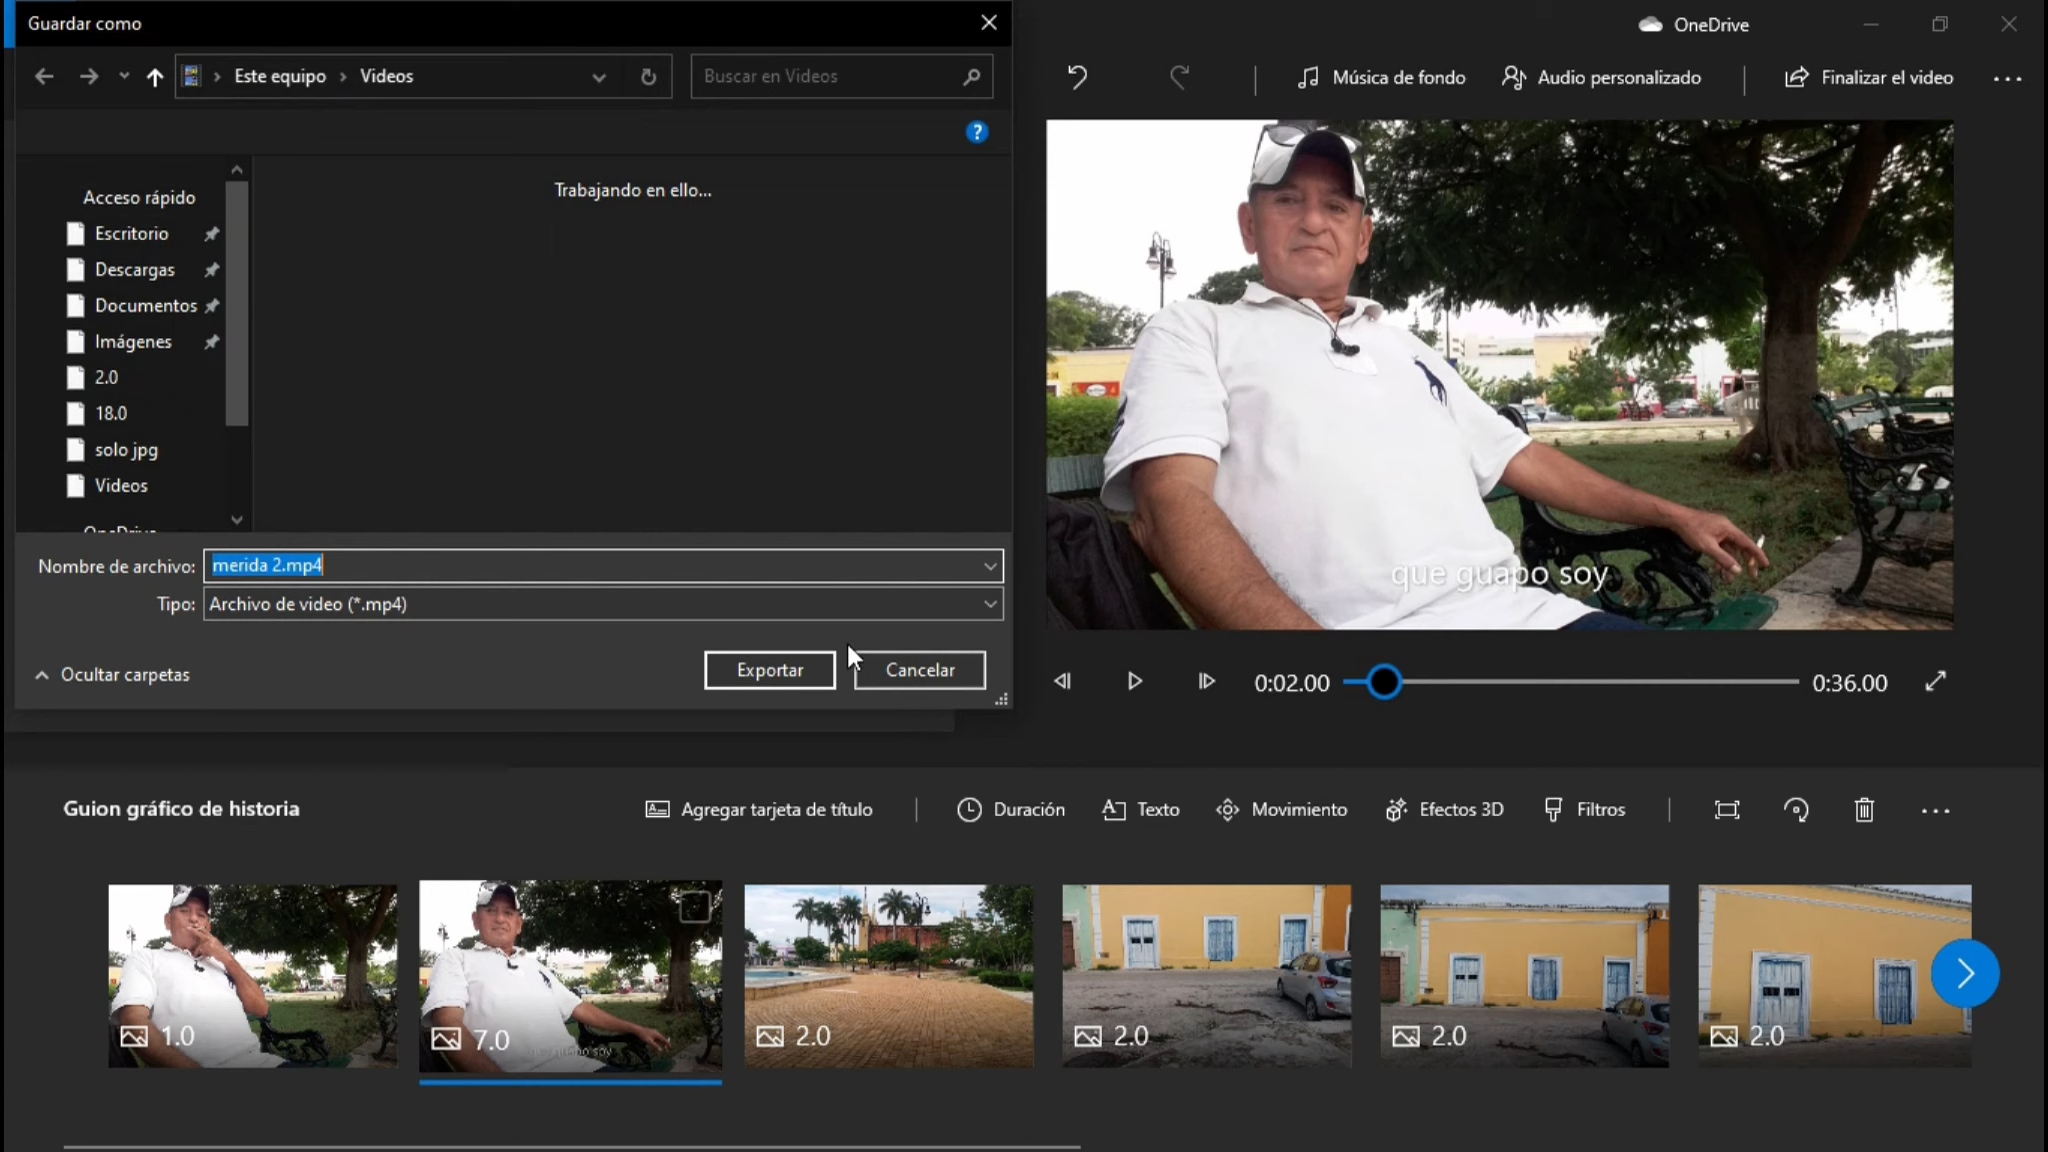 Guardar como
OneDrive
Este equipo > Videos
Buscar en Videos
Música de fondo
Audio personalizado
Finalizar el video
?
Trabajando en ello...
Acceso rápido
Escritorio
Descargas
Documentos
Imágenes
2.0
18.0
solo jpg
Videos
OneDrive
Nombre de archivo: merida 2.mp4
Tipo: Archivo de video (*.mp4)
Ocultar carpetas
Exportar
Cancelar
que guapo soy
0:02.00
0:36.00
Guion gráfico de historia
Agregar tarjeta de título
Duración
Texto
Movimiento
Efectos 3D
Filtros
1.0
7.0
2.0
2.0
2.0
2.0